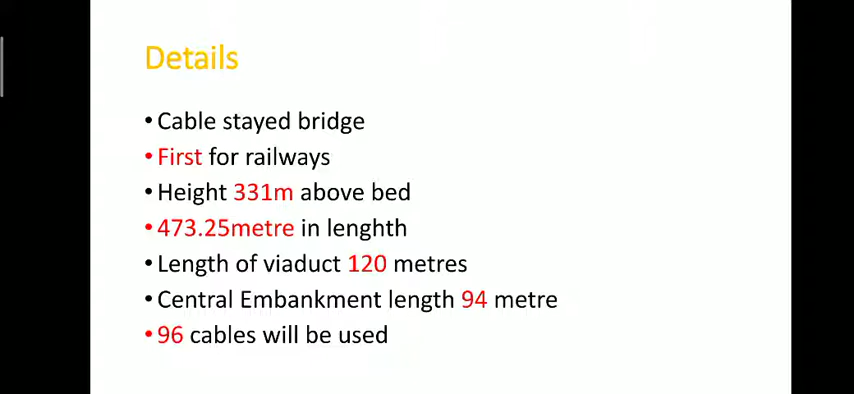 Details
• Cable stayed bridge
• First for railways
• Height 331m above bed
• 473.25metre in lenghth
• Length of viaduct 120 metres
• Central Embankment length 94 metre
• 96 cables will be used